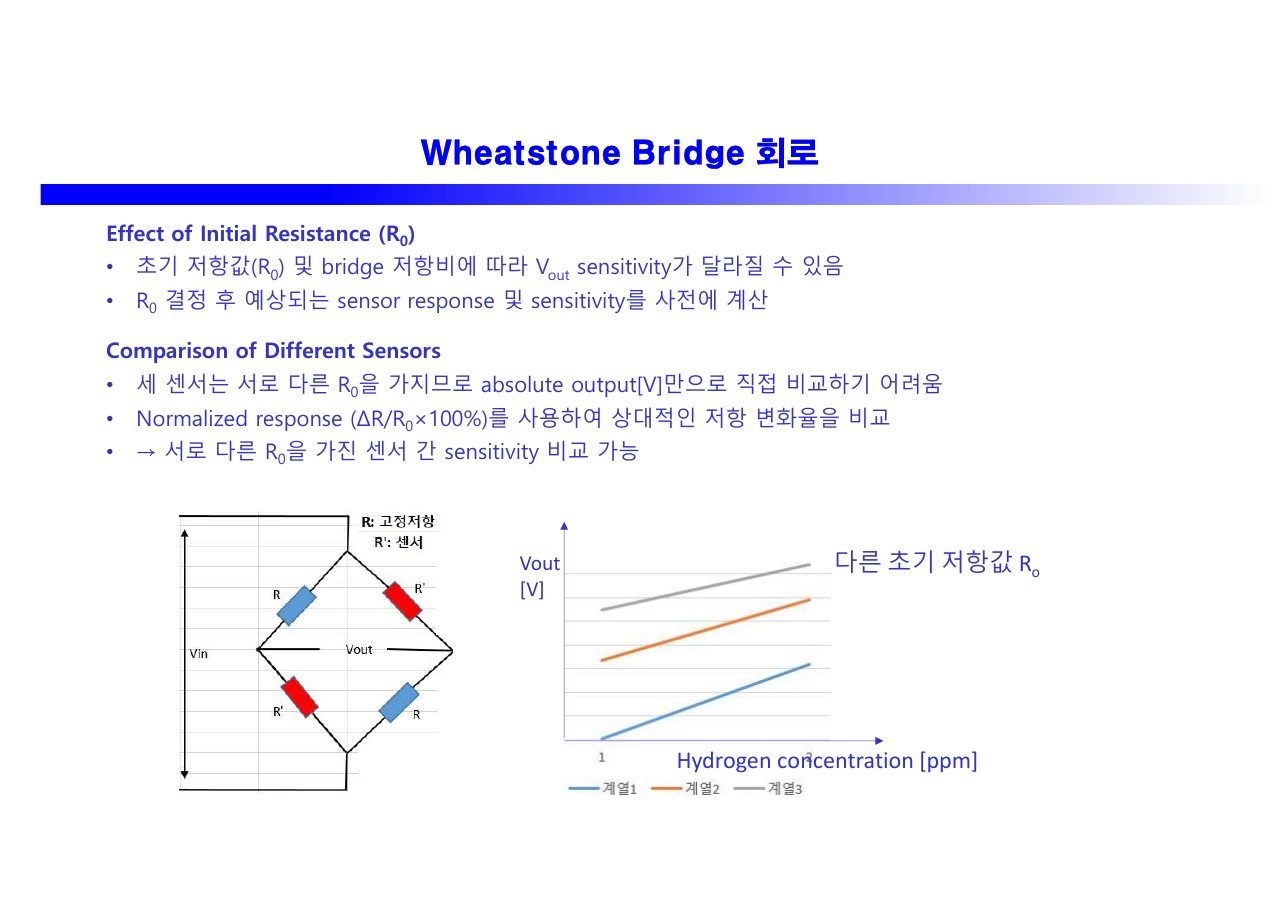 Wheatstone Bridge 회로
Effect of Initial Resistance (R0)
• 초기 저항값(R0) 및 bridge 저항비에 따라 Vout sensitivity가 달라질 수 있음
• R0 결정 후 예상되는 sensor response 및 sensitivity를 사전에 계산
Comparison of Different Sensors
• 세 센서는 서로 다른 R0을 가지므로 absolute output[V]만으로 직접 비교하기 어려움
• Normalized response (ΔR/R0×100%)를 사용하여 상대적인 저항 변화율을 비교
• → 서로 다른 R0을 가진 센서 간 sensitivity 비교 가능
R: 고정저항
R': 센서
R
R'
Vin
Vout
R'
R
Vout
[V]
다른 초기 저항값 Ro
1
2
Hydrogen concentration [ppm]
계열1 계열2 계열3